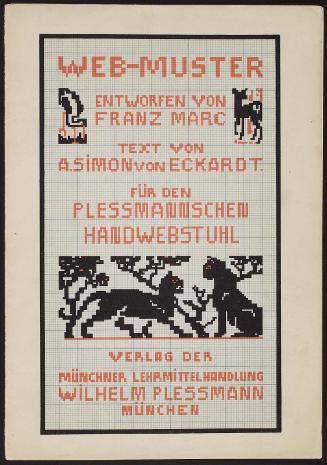 WEB-MUSTER
ENTWORFEN VON
FRANZ MARC
TEXT VON
A.SIMON VON ECKARDT.
FÜR DEN
PLESSMANNSCHEN
HANDWEBSTUHL
VERLAG DER
MÜNCHNER LEHRMITTELHANDLUNG
WILHELM PLESSMANN
MÜNCHEN